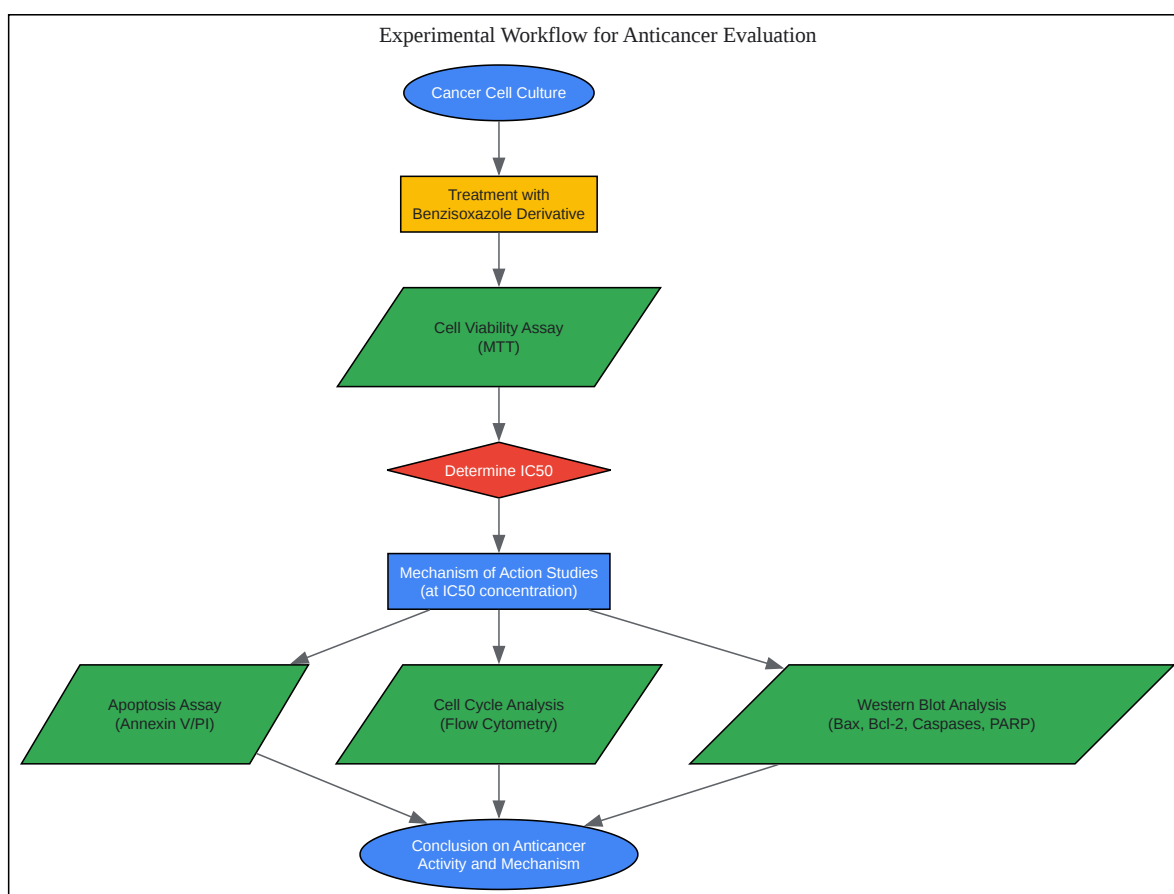 Experimental Workflow for Anticancer Evaluation
Cancer Cell Culture
Treatment with
Benzisoxazole Derivative
Cell Viability Assay
(MTT)
Determine IC50
Mechanism of Action Studies
(at IC50 concentration)
Apoptosis Assay
(Annexin V/PI)
Cell Cycle Analysis
(Flow Cytometry)
Western Blot Analysis
(Bax, Bcl-2, Caspases, PARP)
Conclusion on Anticancer
Activity and Mechanism